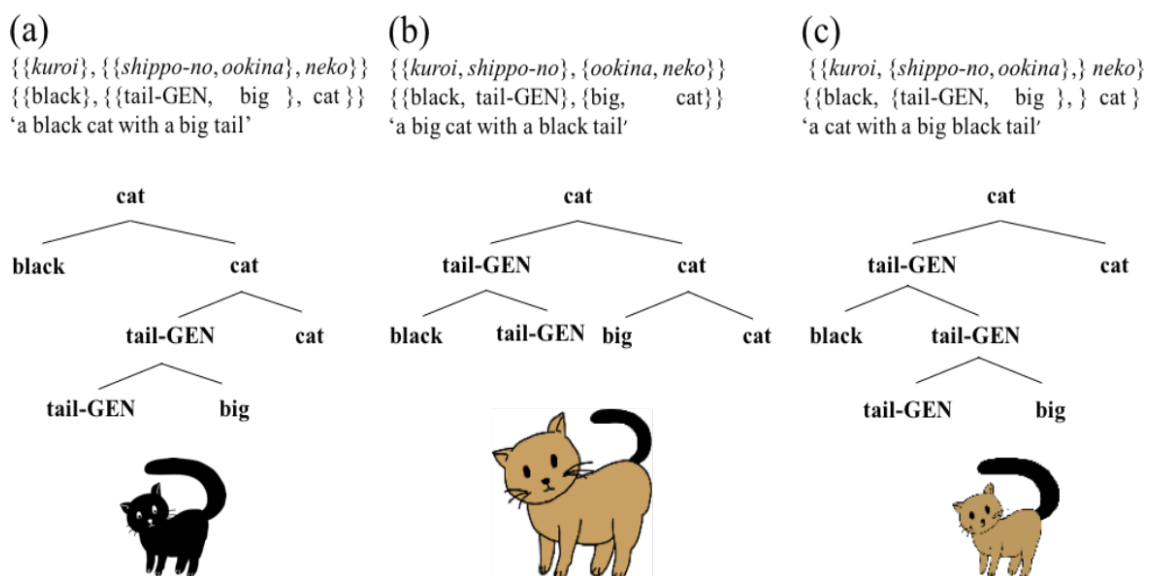 (a)
{{kuroi}, {{shippo-no, ookina}, neko}}
{{black}, {{tail-GEN, big }, cat }}
‘a black cat with a big tail’
cat
black cat
tail-GEN cat
tail-GEN big
(b)
{{kuroi, shippo-no}, {ookina, neko}}
{{black, tail-GEN}, {big, cat}}
‘a big cat with a black tail′
cat
tail-GEN cat
black tail-GEN big cat
(c)
{{kuroi, {shippo-no, ookina},} neko}
{{black, {tail-GEN, big },} cat }
‘a cat with a big black tail′
cat
tail-GEN cat
black tail-GEN
tail-GEN big